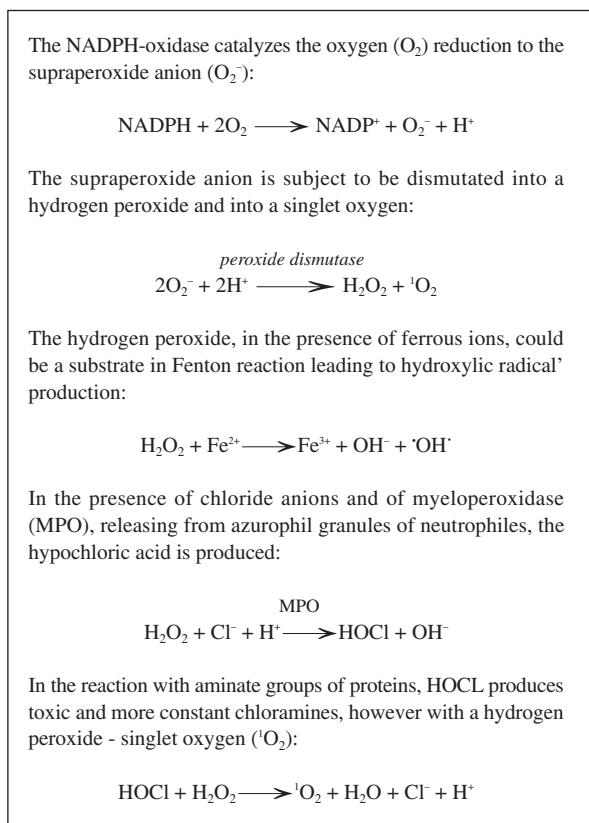 The NADPH-oxidase catalyzes the oxygen (O₂) reduction to the
supraperoxide anion (O₂⁻):
NADPH + 2O₂ ⟶ NADP⁺ + O₂⁻ + H⁺
The supraperoxide anion is subject to be dismutated into a
hydrogen peroxide and into a singlet oxygen:
peroxide dismutase
2O₂⁻ + 2H⁺ ⟶ H₂O₂ + ¹O₂
The hydrogen peroxide, in the presence of ferrous ions, could
be a substrate in Fenton reaction leading to hydroxylic radical’
production:
H₂O₂ + Fe²⁺ ⟶ Fe³⁺ + OH⁻ + ˙OH˙
In the presence of chloride anions and of myeloperoxidase
(MPO), releasing from azurophil granules of neutrophiles, the
hypochloric acid is produced:
MPO
H₂O₂ + Cl⁻ + H⁺ ⟶ HOCl + OH⁻
In the reaction with aminate groups of proteins, HOCL produces
toxic and more constant chloramines, however with a hydrogen
peroxide - singlet oxygen (¹O₂):
HOCl + H₂O₂ ⟶ ¹O₂ + H₂O + Cl⁻ + H⁺